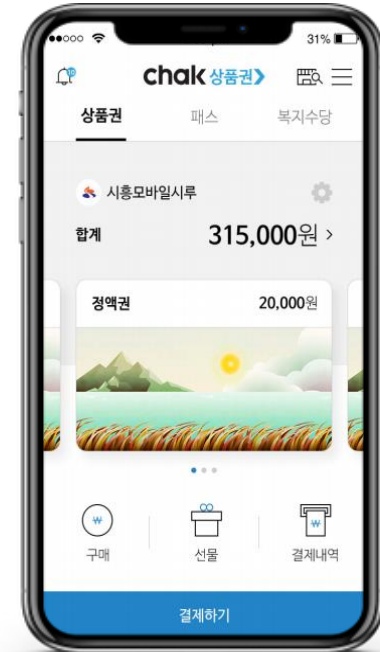 31%
chak 상품권
상품권 패스 복지수당
시흥모바일시루
합계 315,000원 >
정액권 20,000원
₩ ₩
구매 선물 결제내역
결제하기